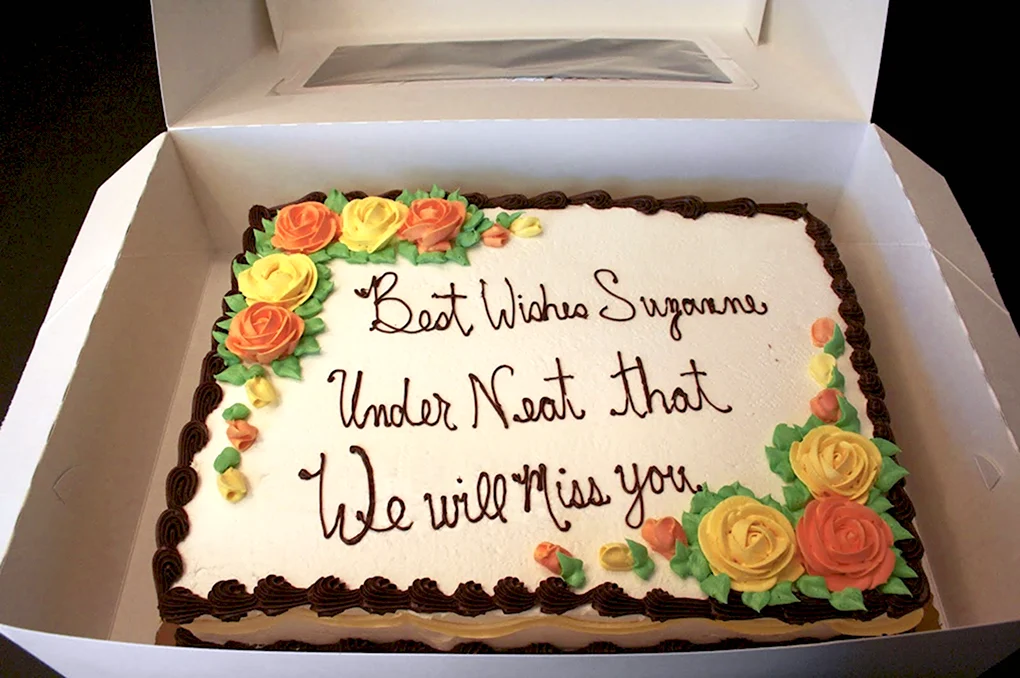 Best Wishes Suzanne
Under Neat that
We will Miss you